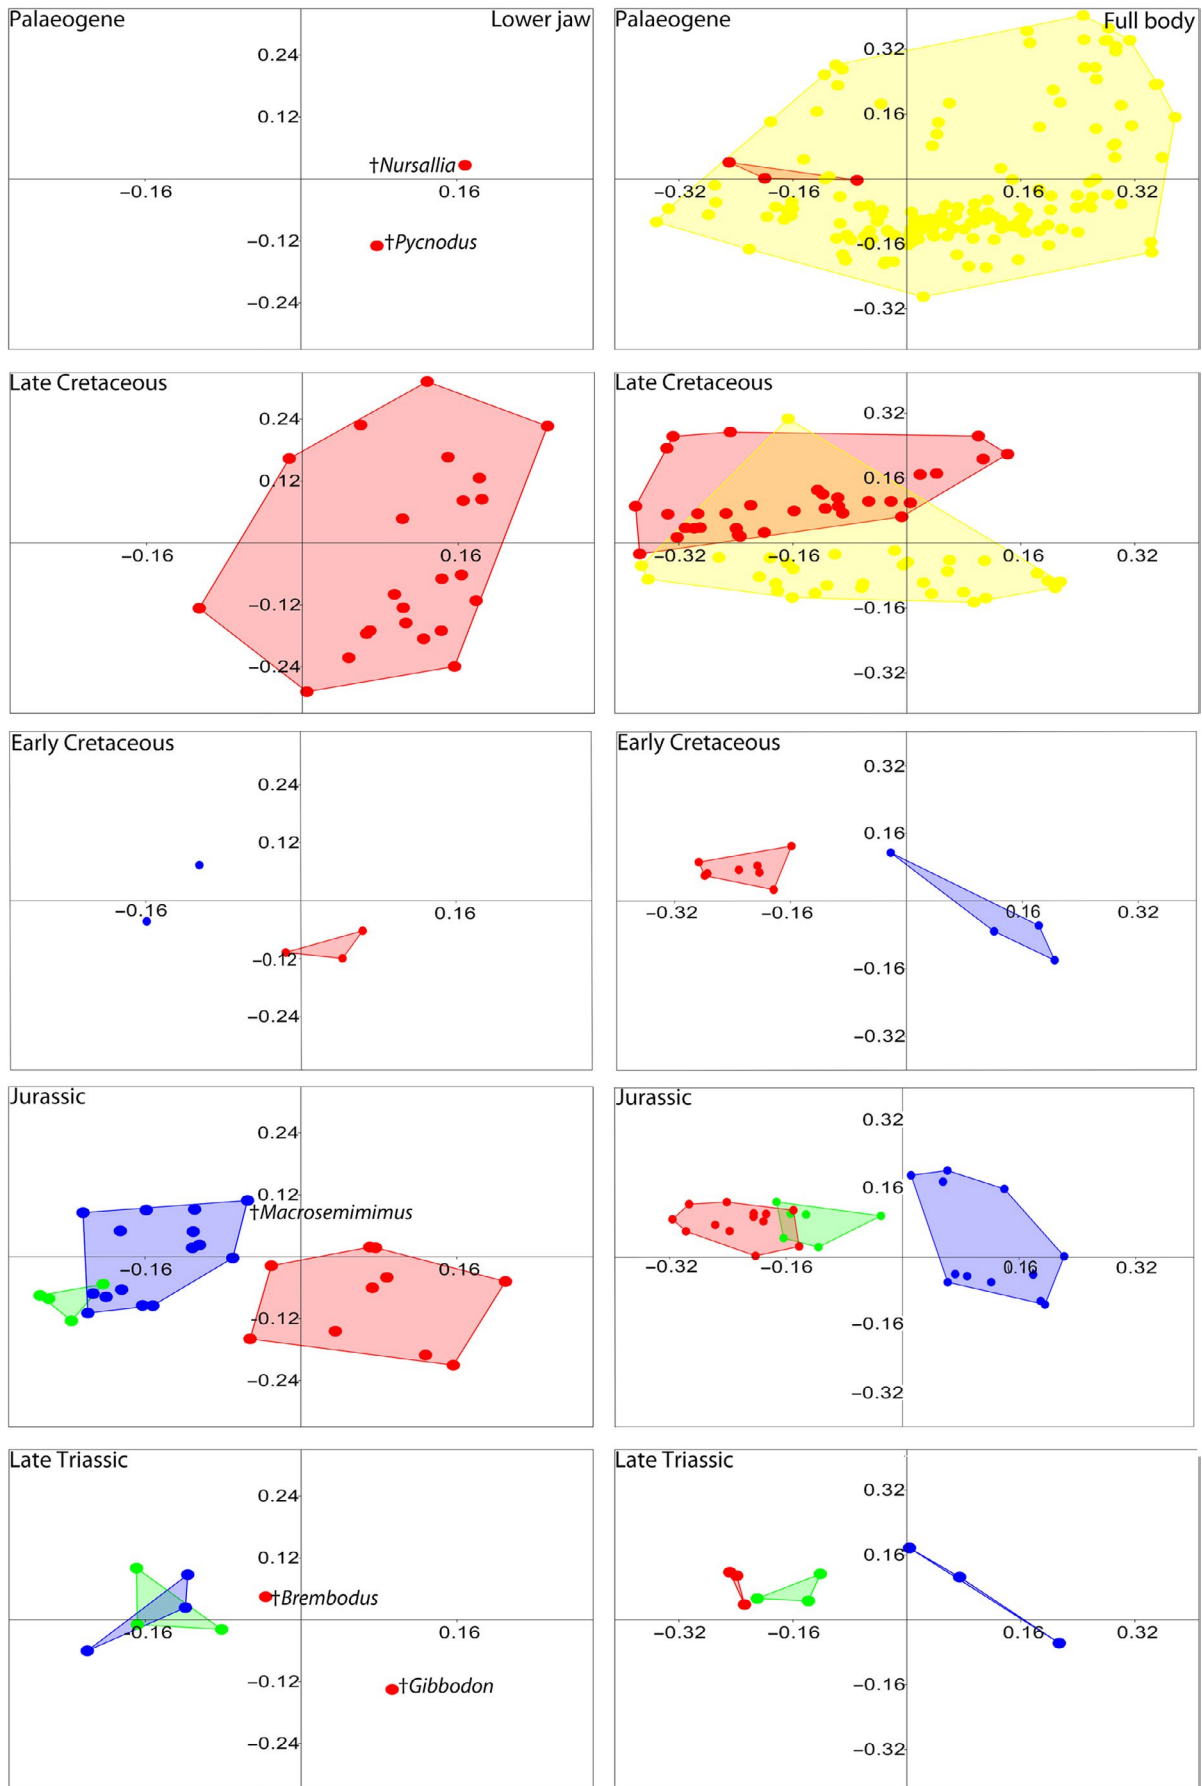 Palaeogene Lower jaw
0.24
0.12
†Nursallia
−0.16 0.16
−0.12 †Pycnodus
−0.24
Palaeogene Full body
0.32
0.16
−0.32 −0.16 0.16 0.32
−0.16
−0.32
Late Cretaceous
0.24
0.12
−0.16 0.16
−0.12
−0.24
Late Cretaceous
0.32
0.16
−0.32 −0.16 0.16 0.32
−0.16
−0.32
Early Cretaceous
0.24
0.12
−0.16 0.16
−0.12
−0.24
Early Cretaceous
0.32
0.16
−0.32 −0.16 0.16 0.32
−0.16
−0.32
Jurassic
0.24
0.12
†Macrosemimimus
−0.16 0.16
−0.12
−0.24
Jurassic
0.32
0.16
−0.32 −0.16 0.16 0.32
−0.16
−0.32
Late Triassic
0.24
0.12
†Brembodus
−0.16 0.16
−0.12 †Gibbodon
−0.24
Late Triassic
0.32
0.16
−0.32 −0.16 0.16 0.32
−0.16
−0.32